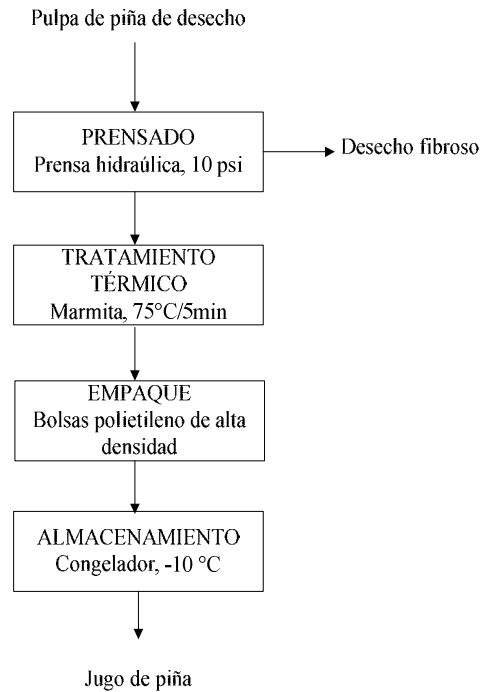 Pulpa de piña de desecho
PRENSADO
Prensa hidraúlica, 10 psi
Desecho fibroso
TRATAMIENTO
TÉRMICO
Marmita, 75°C/5min
EMPAQUE
Bolsas polietileno de alta
densidad
ALMACENAMIENTO
Congelador, -10 °C
Jugo de piña